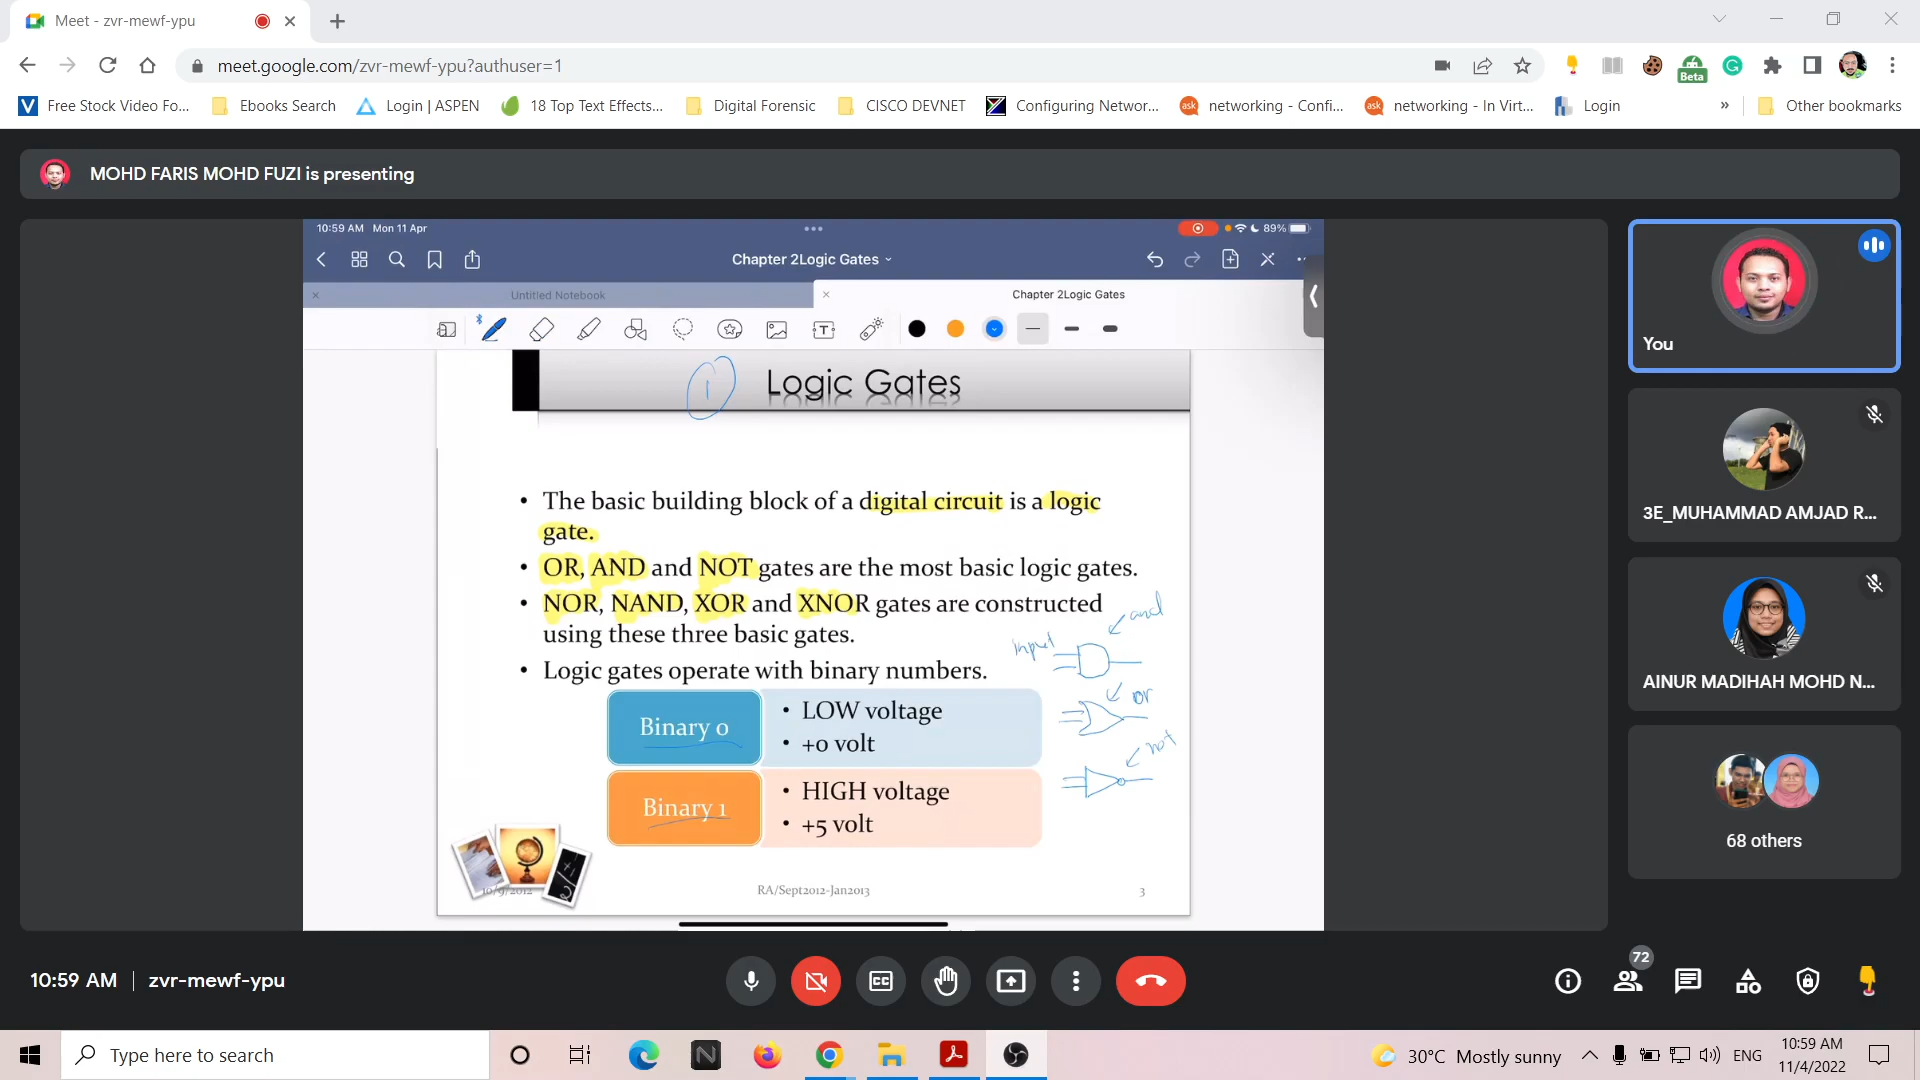 Meet - zvr-mewf-ypu
meet.google.com/zvr-mewf-ypu?authuser=1
Beta
Free Stock Video Fo...
Ebooks Search
Login | ASPEN
18 Top Text Effects...
Digital Forensic
CISCO DEVNET
Configuring Networ...
ask
networking - Confi...
ask
networking - In Virt...
Login
»
Other bookmarks
MOHD FARIS MOHD FUZI is presenting
10:59 AM Mon 11 Apr
89%
Chapter 2Logic Gates
Untitled Notebook
Chapter 2Logic Gates
1
Logic Gates
• The basic building block of a digital circuit is a logic
gate.
• OR, AND and NOT gates are the most basic logic gates.
• NOR, NAND, XOR and XNOR gates are constructed
using these three basic gates.
• Logic gates operate with binary numbers.
and
input
or
not
Binary 0
• LOW voltage
• +0 volt
Binary 1
• HIGH voltage
• +5 volt
10/9/2012
RA/Sept2012-Jan2013
3
You
3E_MUHAMMAD AMJAD R...
AINUR MADIHAH MOHD N...
68 others
10:59 AM | zvr-mewf-ypu
72
Type here to search
30°C Mostly sunny
ENG
10:59 AM
11/4/2022